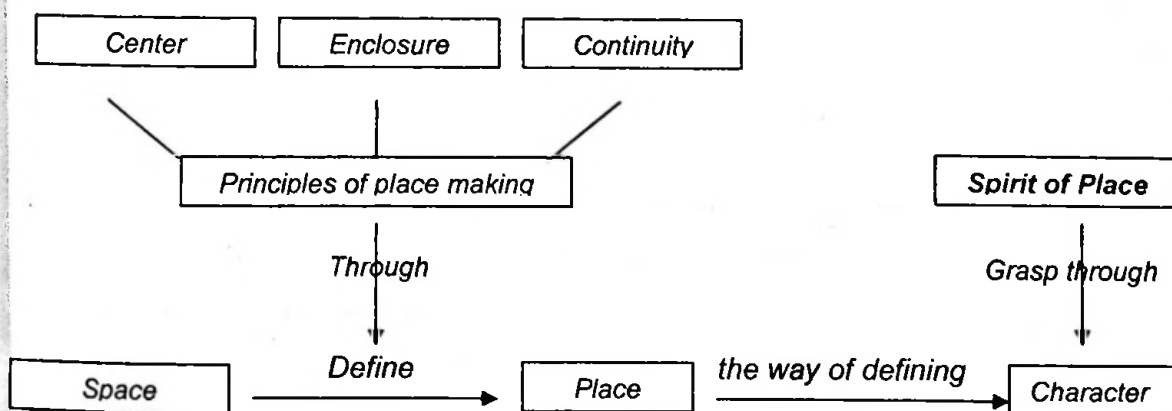 Center
Enclosure
Continuity
Principles of place making
Spirit of Place
Through
Grasp through
Define
the way of defining
Space
Place
Character